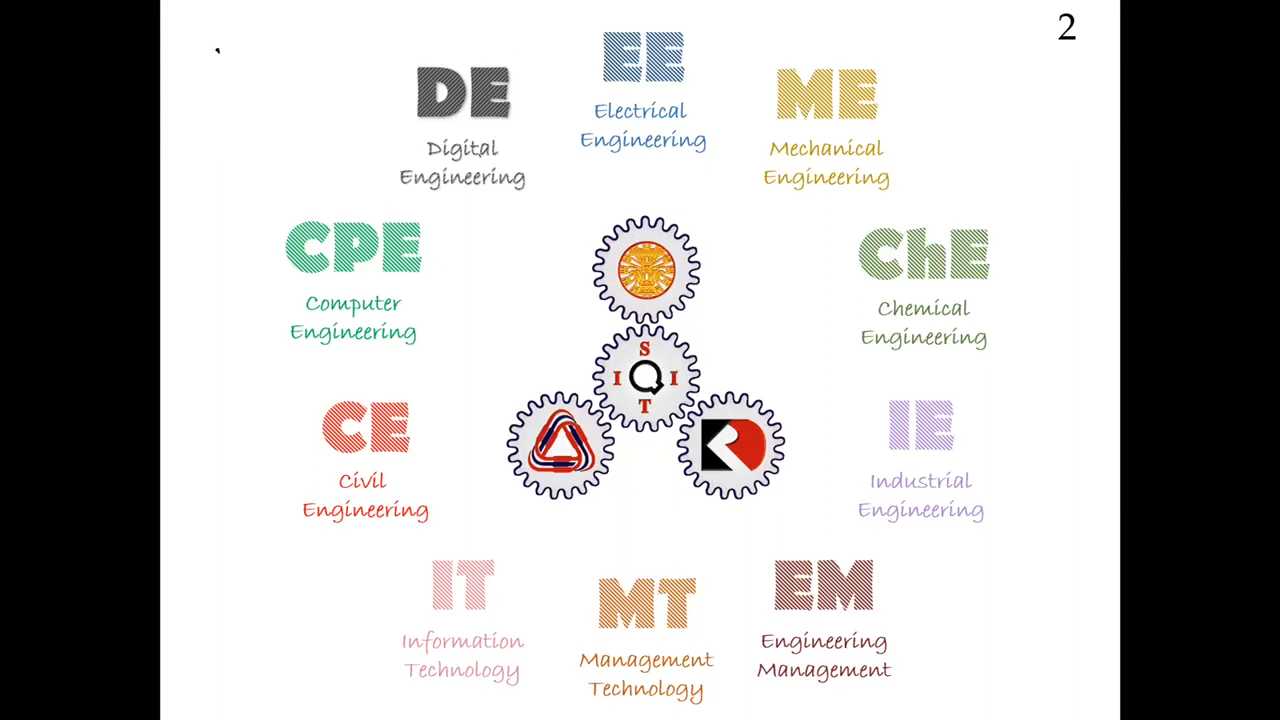 2
EE
Electrical
Engineering
DE
Digital
Engineering
ME
Mechanical
Engineering
CPE
Computer
Engineering
ChE
Chemical
Engineering
S
I Q I
T
CE
Civil
Engineering
IE
Industrial
Engineering
IT
Information
Technology
MT
Management
Technology
EM
Engineering
Management